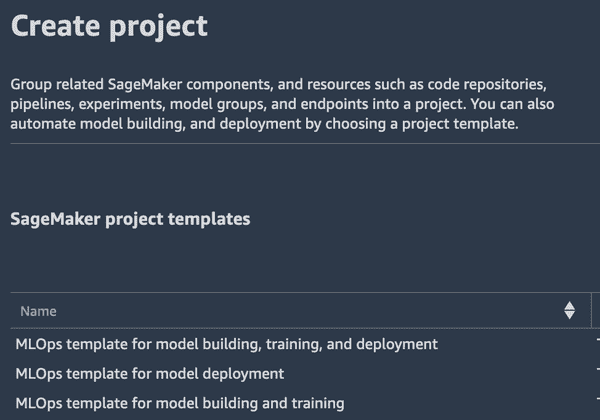 Create project
Group related SageMaker components, and resources such as code repositories,
pipelines, experiments, model groups, and endpoints into a project. You can also
automate model building, and deployment by choosing a project template.
SageMaker project templates
Name
MLOps template for model building, training, and deployment
MLOps template for model deployment
MLOps template for model building and training